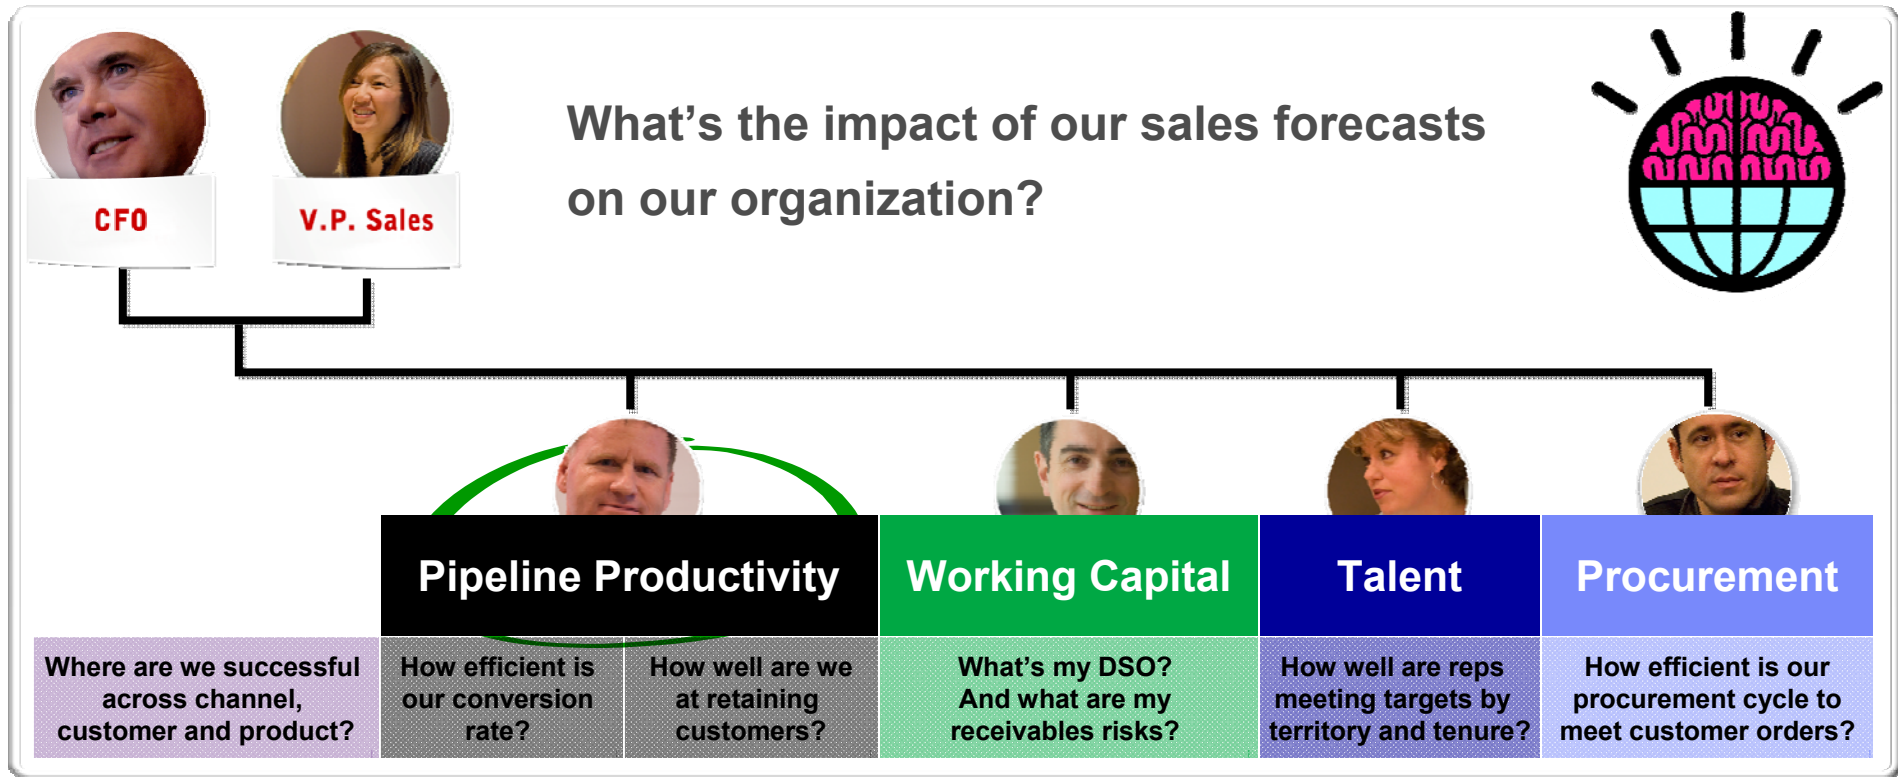 What’s the impact of our sales forecasts
on our organization?
CFO
V.P. Sales
Pipeline Productivity
Working Capital
Talent
Procurement
Where are we successful
across channel,
customer and product?
How efficient is
our conversion
rate?
How well are we
at retaining
customers?
What’s my DSO?
And what are my
receivables risks?
How well are reps
meeting targets by
territory and tenure?
How efficient is our
procurement cycle to
meet customer orders?